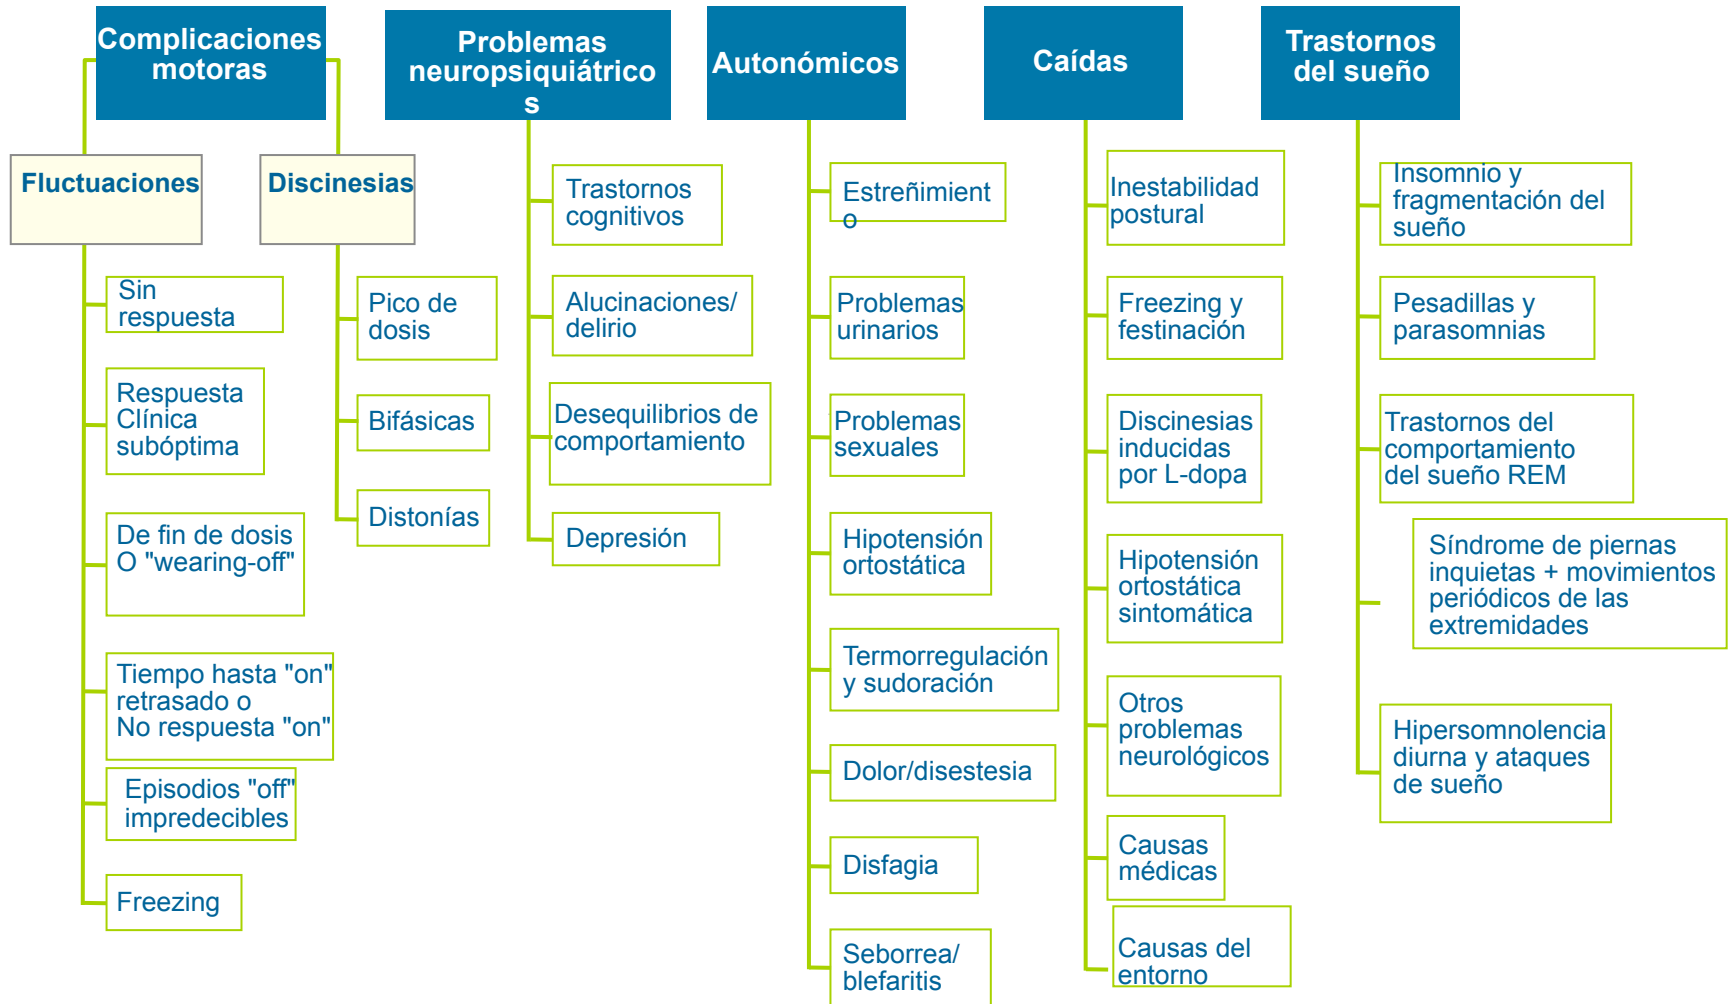 Complicaciones
motoras
Fluctuaciones
Sin
respuesta
Respuesta
Clínica
subóptima
De fin de dosis
O "wearing-off"
Tiempo hasta "on"
retrasado o
No respuesta "on"
Episodios "off"
impredecibles
Freezing
Discinesias
Pico de
dosis
Bifásicas
Distonías
Problemas
neuropsiquiátrico
s
Trastornos
cognitivos
Alucinaciones/
delirio
Desequilibrios de
comportamiento
Depresión
Autonómicos
Estreñimient
o
Problemas
urinarios
Problemas
sexuales
Hipotensión
ortostática
Termorregulación
y sudoración
Dolor/disestesia
Disfagia
Seborrea/
blefaritis
Caídas
Inestabilidad
postural
Freezing y
festinación
Discinesias
inducidas
por L-dopa
Hipotensión
ortostática
sintomática
Otros
problemas
neurológicos
Causas
médicas
Causas del
entorno
Trastornos
del sueño
Insomnio y
fragmentación del
sueño
Pesadillas y
parasomnias
Trastornos del
comportamiento
del sueño REM
Síndrome de piernas
inquietas + movimientos
periódicos de las
extremidades
Hipersomnolencia
diurna y ataques
de sueño